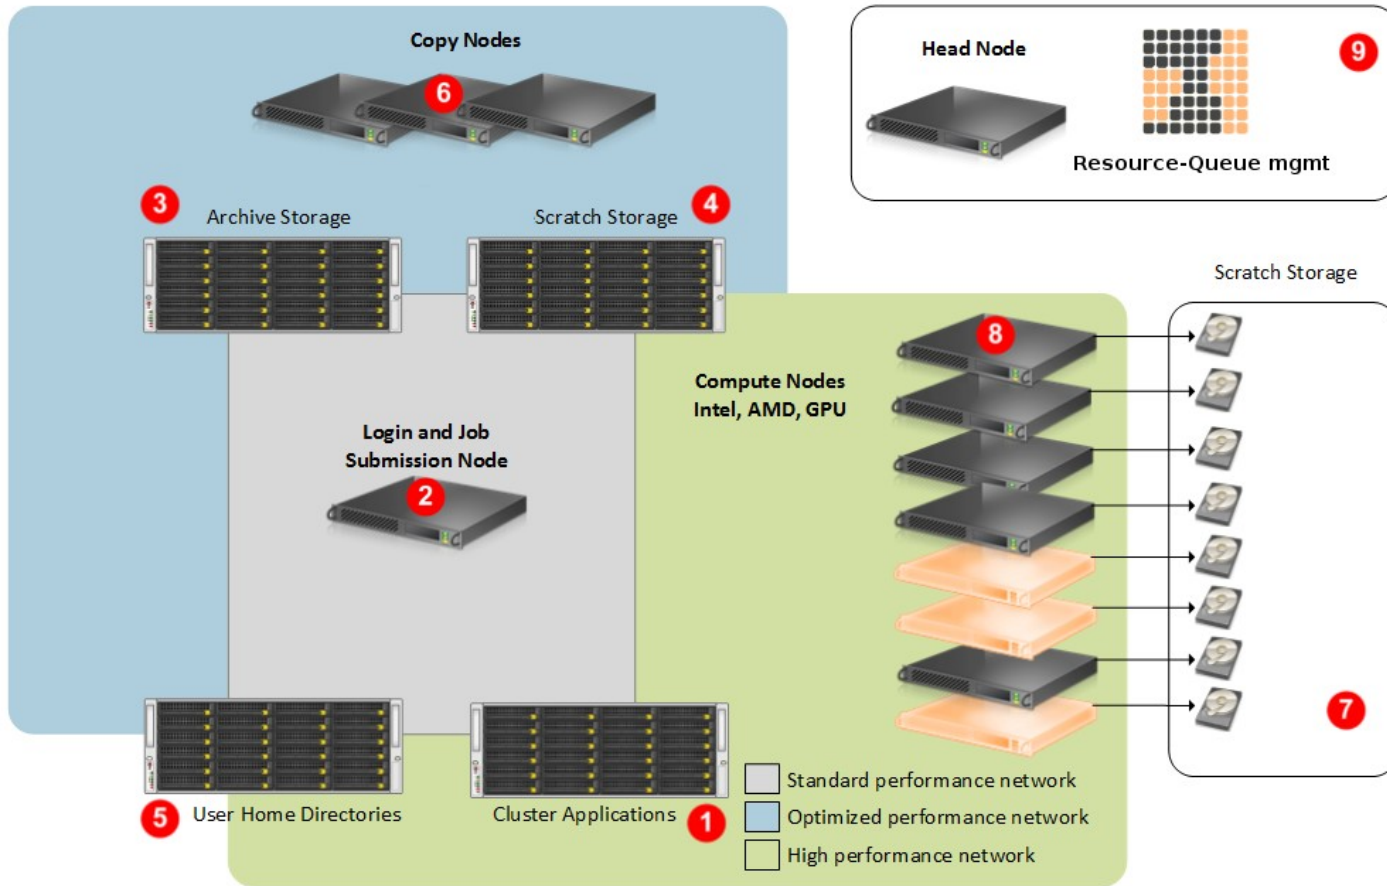 Copy Nodes
6
Head Node
9
Resource-Queue mgmt
3
Archive Storage
4
Scratch Storage
Scratch Storage
8
Compute Nodes
Intel, AMD, GPU
Login and Job
Submission Node
2
7
5
User Home Directories
Cluster Applications
1
Standard performance network
Optimized performance network
High performance network